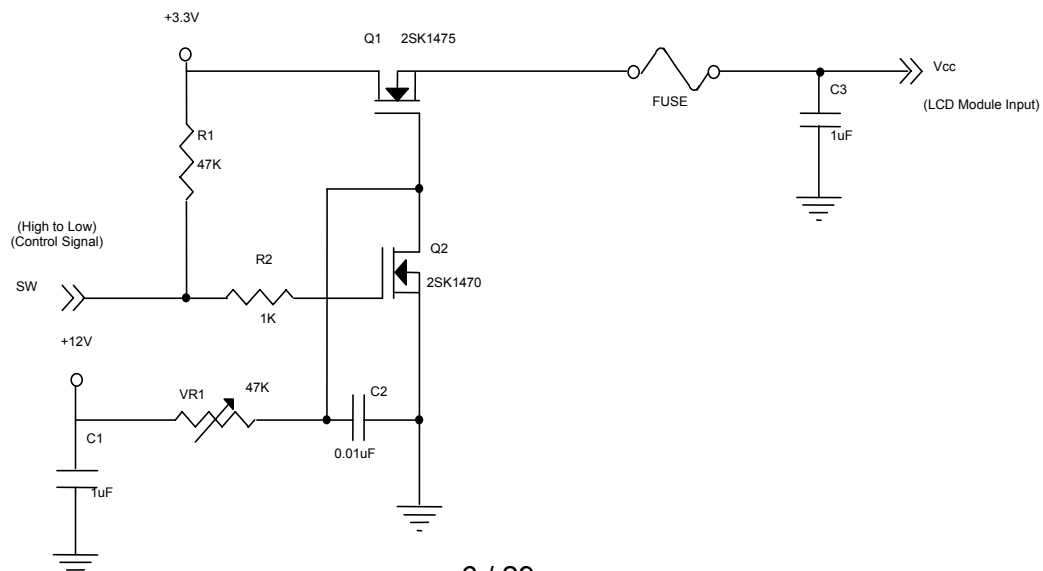 +3.3V
Q1 2SK1475
FUSE
C3
1uF
Vcc
(LCD Module Input)
R1
47K
(High to Low)
(Control Signal)
SW
R2
1K
Q2
2SK1470
+12V
VR1
47K
C2
0.01uF
C1
1uF